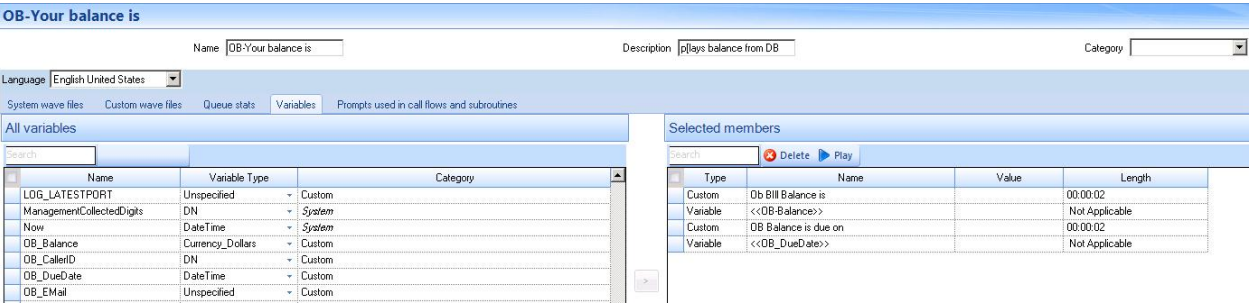 OB-Your balance is
Name OB-Your balance is Description p[lays balance from DB Category
Language English United States
System wave files Custom wave files Queue stats Variables Prompts used in call flows and subroutines
All variables Selected members
Search Search Delete Play
Name Variable Type Category Type Name Value Length
LOG_LATESTPORT Unspecified Custom Custom Ob BIll Balance is 00:00:02
ManagementCollectedDigits DN System Variable <<OB-Balance>> Not Applicable
Now DateTime System Custom OB Balance is due on 00:00:02
OB_Balance Currency_Dollars Custom Variable <<OB_DueDate>> Not Applicable
OB_CallerID DN Custom
OB_DueDate DateTime Custom
OB_EMail Unspecified Custom >